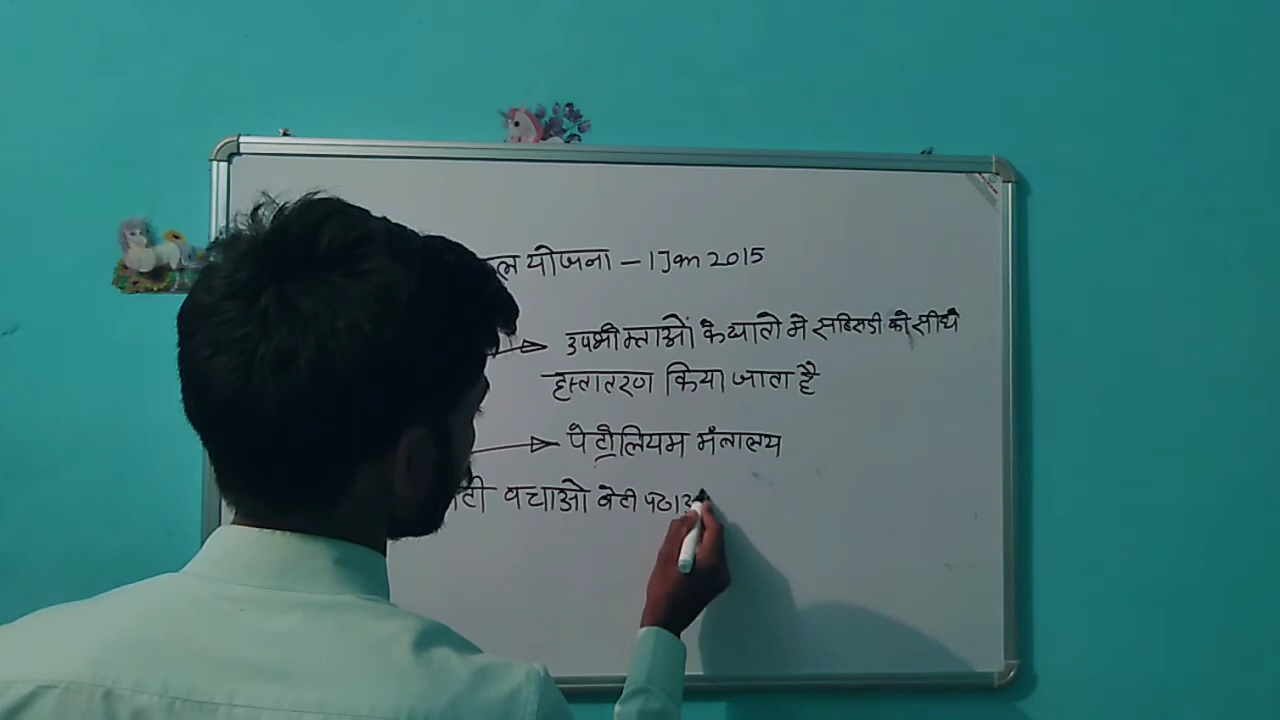 योजना – 1 Jan 2015
उपभोक्ताओं के खातो मे सब्सिडी को सीधे
हस्तातरण किया जाता है
पेट्रोलियम मंत्रालय
बचाओ बेटी पढा